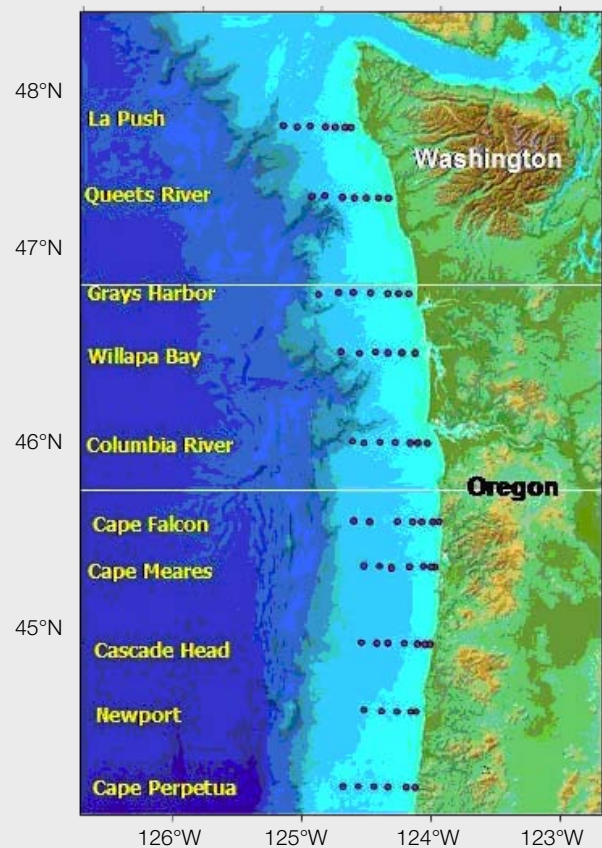 48°N
La Push
Washington
Queets River
47°N
Grays Harbor
Willapa Bay
46°N
Columbia River
Oregon
Cape Falcon
Cape Meares
45°N
Cascade Head
Newport
Cape Perpetua
126°W 125°W 124°W 123°W